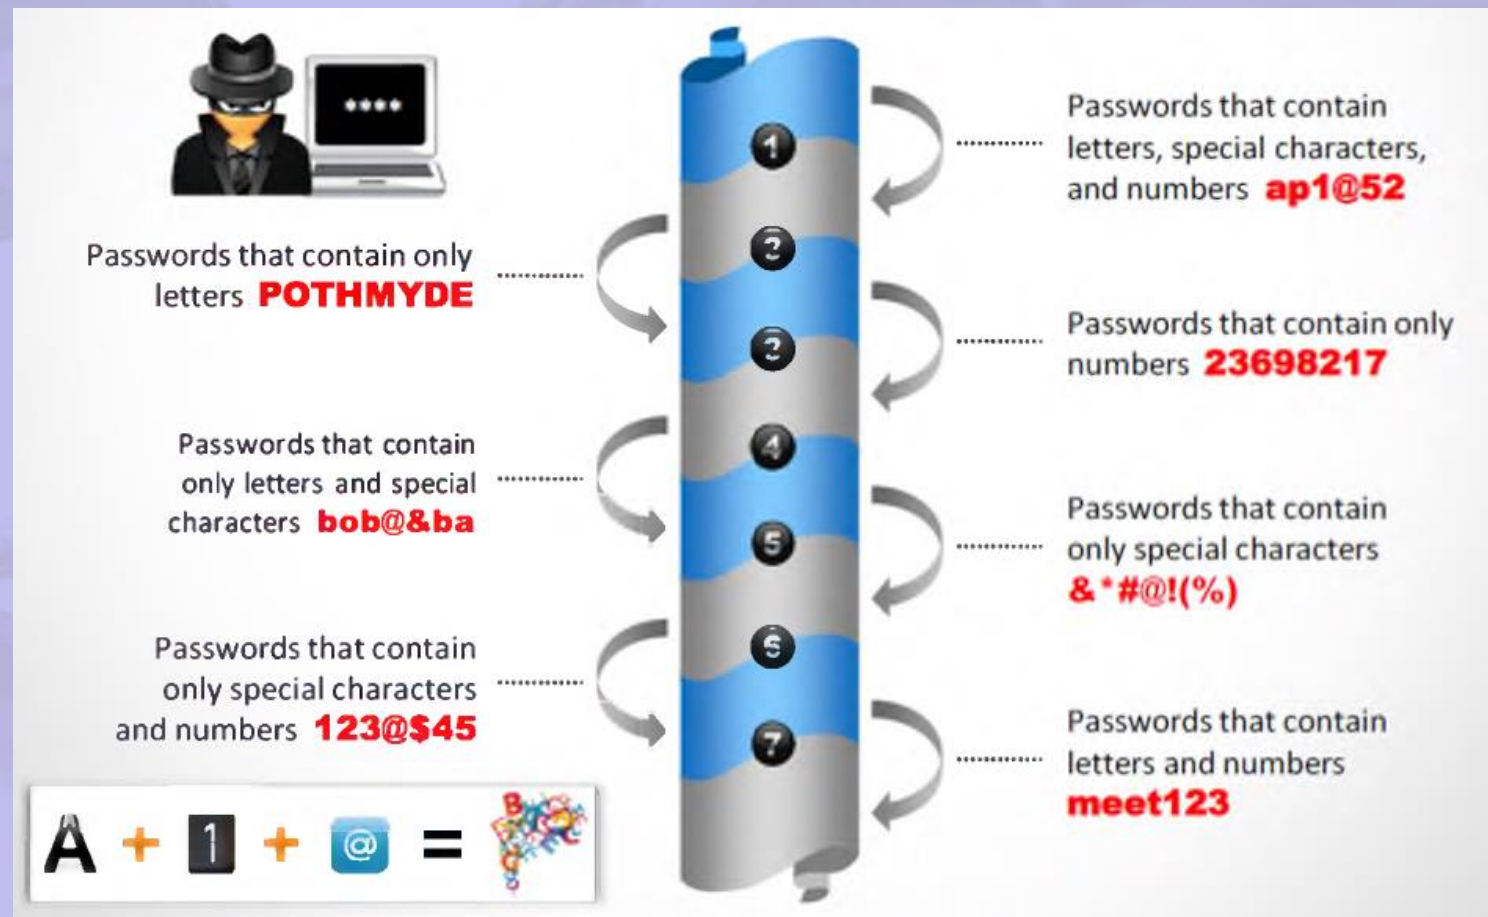 ****
1
Passwords that contain
letters, special characters,
and numbers ap1@52
2
Passwords that contain only
letters POTHMYDE
3
Passwords that contain only
numbers 23698217
4
Passwords that contain
only letters and special
characters bob@&ba
5
Passwords that contain
only special characters
&*#@!(%)
6
Passwords that contain
only special characters
and numbers 123@$45
7
Passwords that contain
letters and numbers
meet123
A + 1 + @ =